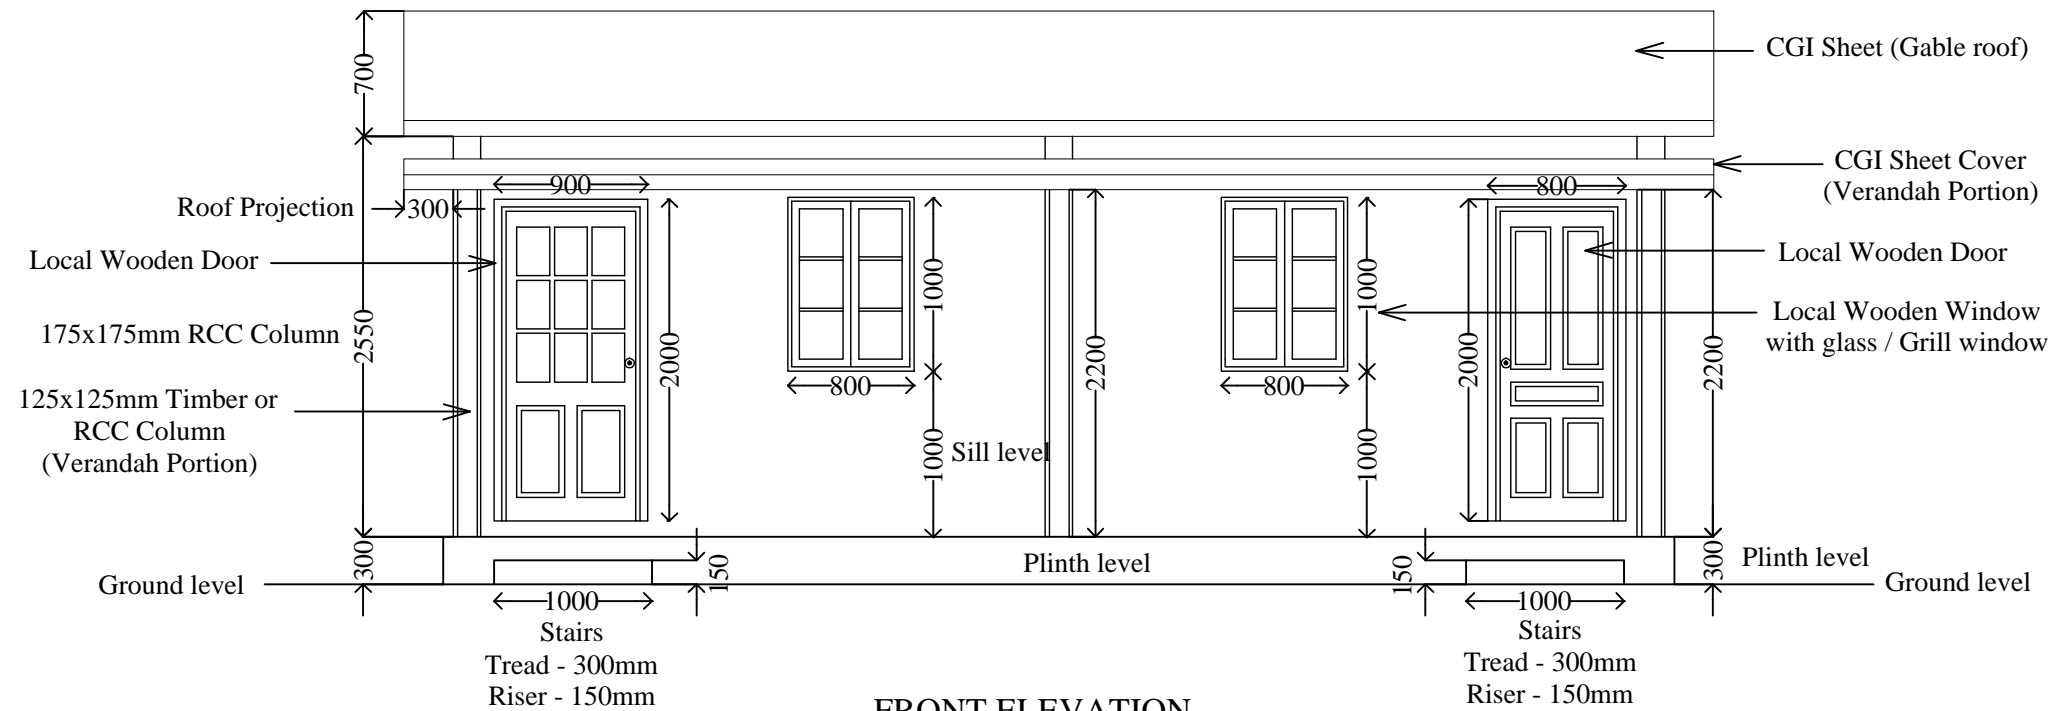 700
CGI Sheet (Gable roof)
CGI Sheet Cover
(Verandah Portion)
900
800
Roof Projection
300
Local Wooden Door
Local Wooden Door
1000
1000
175x175mm RCC Column
2550
2000
2200
2000
2200
Local Wooden Window
with glass / Grill window
800
800
125x125mm Timber or
RCC Column
(Verandah Portion)
1000
Sill level
1000
300
150
Plinth level
150
300
Plinth level
Ground level
Ground level
1000
1000
Stairs
Tread - 300mm
Riser - 150mm
Stairs
Tread - 300mm
Riser - 150mm
FRONT ELEVATION